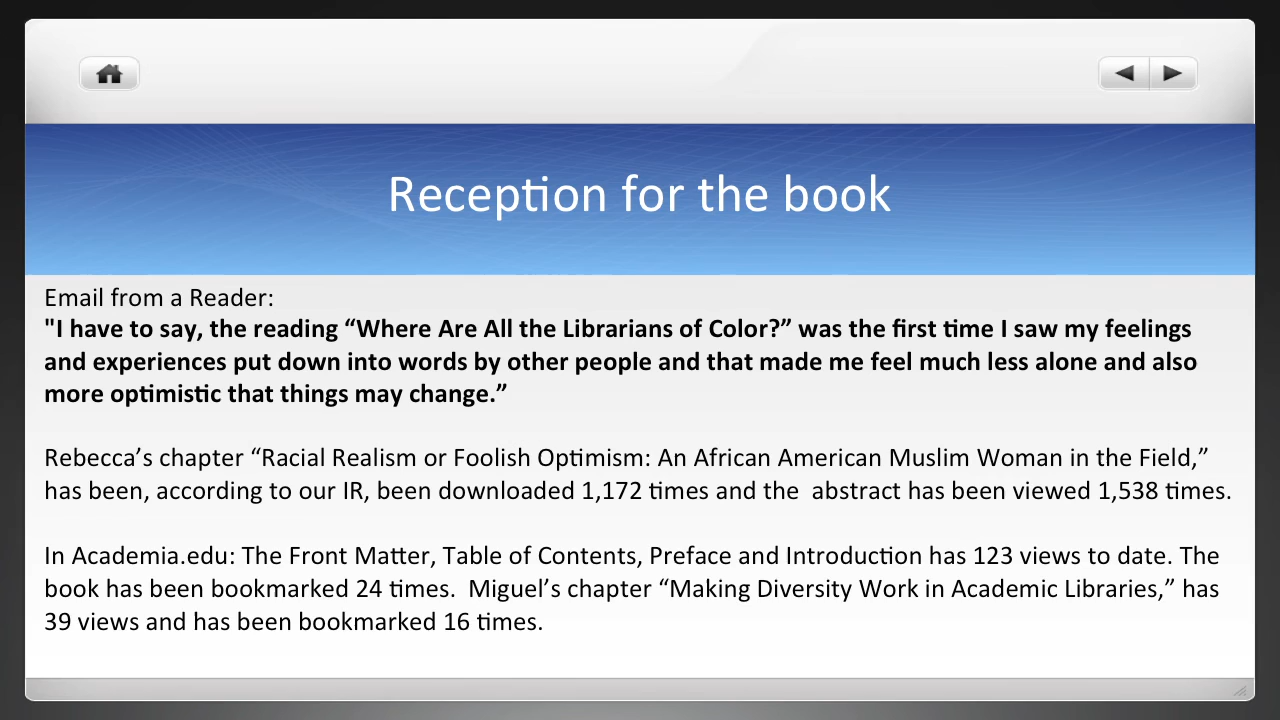 Reception for the book
Email from a Reader:
"I have to say, the reading “Where Are All the Librarians of Color?” was the first time I saw my feelings
and experiences put down into words by other people and that made me feel much less alone and also
more optimistic that things may change.”
Rebecca’s chapter “Racial Realism or Foolish Optimism: An African American Muslim Woman in the Field,”
has been, according to our IR, been downloaded 1,172 times and the  abstract has been viewed 1,538 times.
In Academia.edu: The Front Matter, Table of Contents, Preface and Introduction has 123 views to date. The
book has been bookmarked 24 times.  Miguel’s chapter “Making Diversity Work in Academic Libraries,” has
39 views and has been bookmarked 16 times.